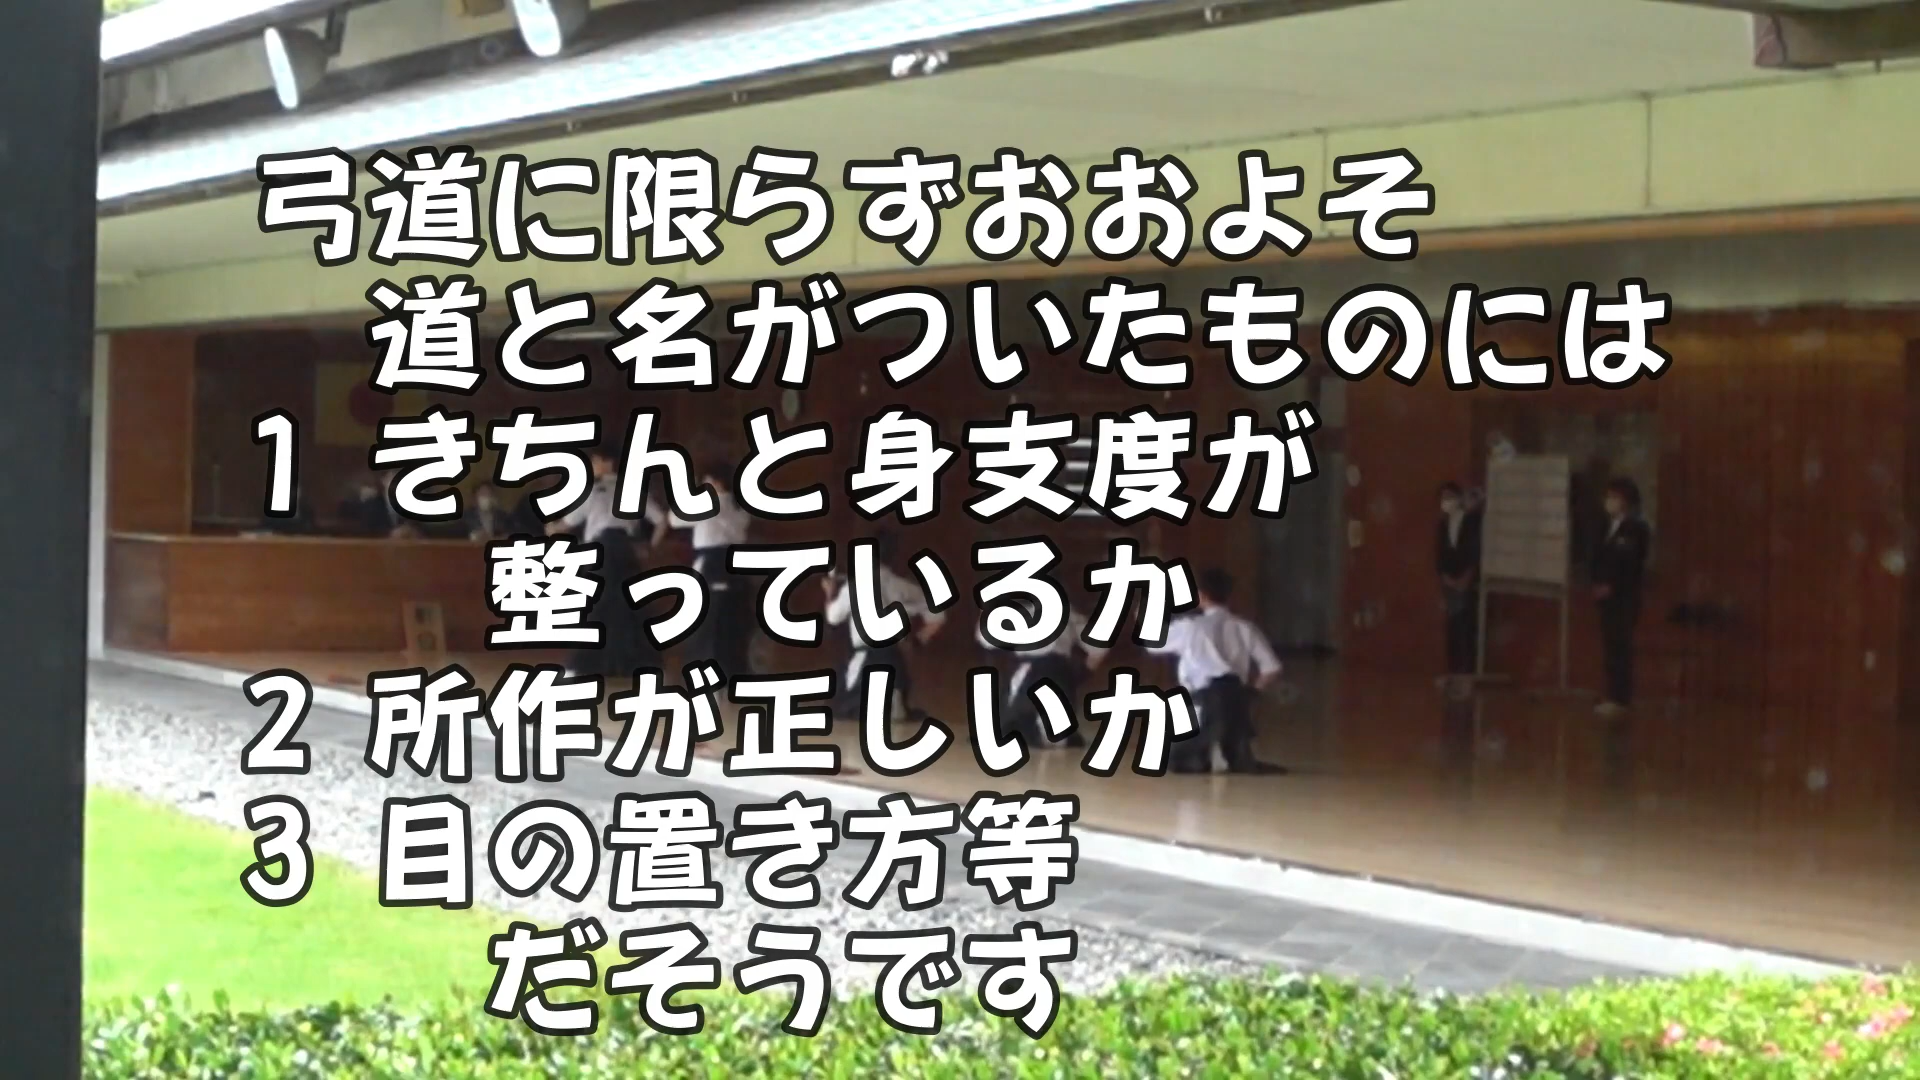 弓道に限らずおおよそ
道と名がついたものには
1 きちんと身支度が
整っているか
2 所作が正しいか
3 目の置き方等
だそうです